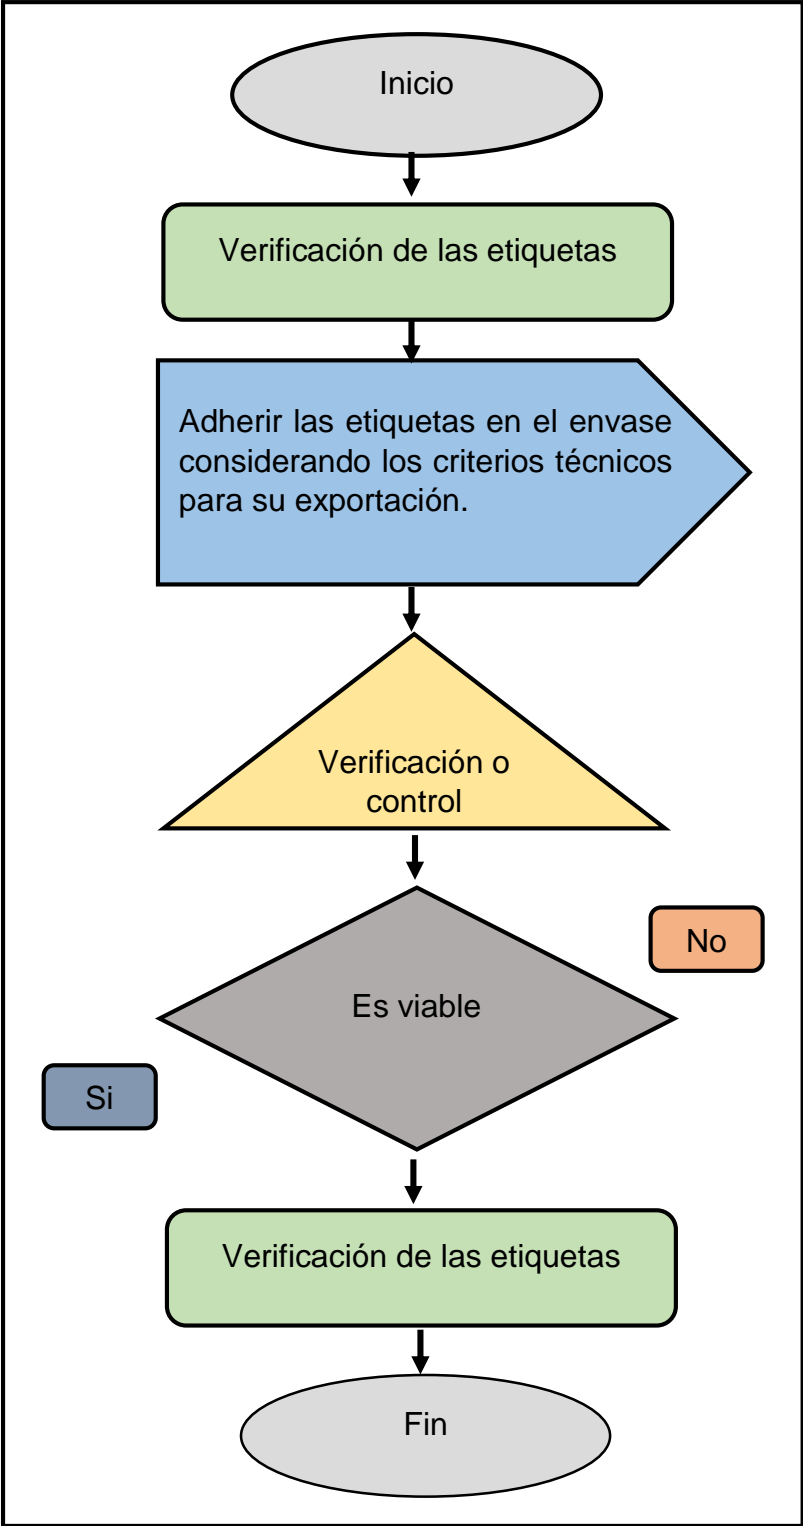 Inicio
Verificación de las etiquetas
Adherir las etiquetas en el envase
considerando los criterios técnicos
para su exportación.
Verificación o
control
No
Es viable
Si
Verificación de las etiquetas
Fin